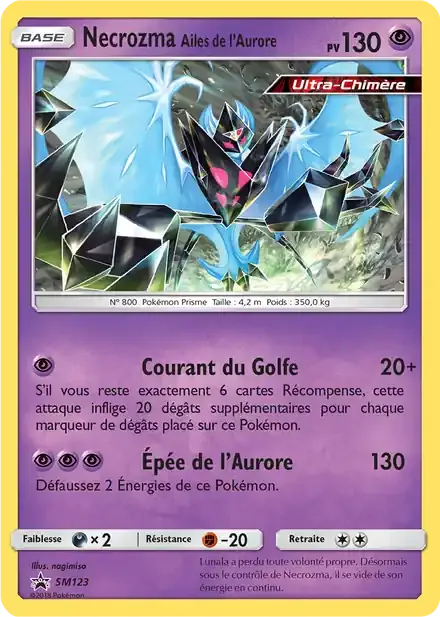 BASE Necrozma Ailes de l'Aurore PV130
Ultra-Chimère
N° 800 Pokémon Prisme Taille : 4,2 m Poids : 350,0 kg
Courant du Golfe 20+
S'il vous reste exactement 6 cartes Récompense, cette
attaque inflige 20 dégâts supplémentaires pour chaque
marqueur de dégâts placé sur ce Pokémon.
Épée de l'Aurore 130
Défaussez 2 Énergies de ce Pokémon.
Faiblesse ×2 Résistance -20 Retraite
Illus. nagimiso
SM123
©2018 Pokémon
Lunala a perdu toute volonté propre. Désormais
sous le contrôle de Necrozma, il se vide de son
énergie en continu.